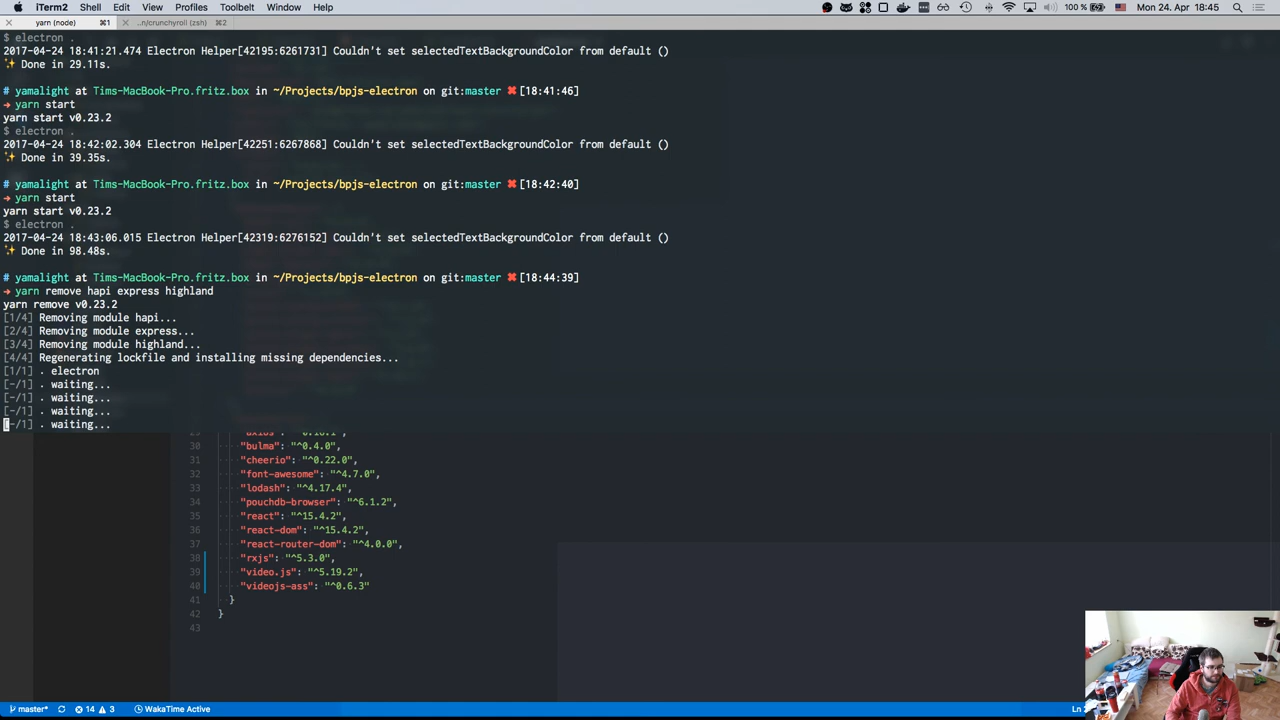 iTerm2 Shell Edit View Profiles Toolbelt Window Help 100 % Mon 24. Apr 18:45
yarn (node) ⌘1 ..n/crunchyroll (zsh) ⌘2
$ electron .
2017-04-24 18:41:21.474 Electron Helper[42195:6261731] Couldn't set selectedTextBackgroundColor from default ()
✨ Done in 29.11s.
# yamalight at Tims-MacBook-Pro.fritz.box in ~/Projects/bpjs-electron on git:master ✖ [18:41:46]
→ yarn start
yarn start v0.23.2
$ electron .
2017-04-24 18:42:02.304 Electron Helper[42251:6267868] Couldn't set selectedTextBackgroundColor from default ()
✨ Done in 39.35s.
# yamalight at Tims-MacBook-Pro.fritz.box in ~/Projects/bpjs-electron on git:master ✖ [18:42:40]
→ yarn start
yarn start v0.23.2
$ electron .
2017-04-24 18:43:06.015 Electron Helper[42319:6276152] Couldn't set selectedTextBackgroundColor from default ()
✨ Done in 98.48s.
# yamalight at Tims-MacBook-Pro.fritz.box in ~/Projects/bpjs-electron on git:master ✖ [18:44:39]
→ yarn remove hapi express highland
yarn remove v0.23.2
[1/4] Removing module hapi...
[2/4] Removing module express...
[3/4] Removing module highland...
[4/4] Regenerating lockfile and installing missing dependencies...
[1/1] . electron
[-/1] . waiting...
[-/1] . waiting...
[-/1] . waiting...
[-/1] . waiting...
30 "bulma": "^0.4.0",
31 "cheerio": "^0.22.0",
32 "font-awesome": "^4.7.0",
33 "lodash": "^4.17.4",
34 "pouchdb-browser": "^6.1.2",
35 "react": "^15.4.2",
36 "react-dom": "^15.4.2",
37 "react-router-dom": "^4.0.0",
38 "rxjs": "^5.3.0",
39 "video.js": "^5.19.2",
40 "videojs-ass": "^0.6.3"
41 }
42 }
43
master* 14 3 WakaTime Active